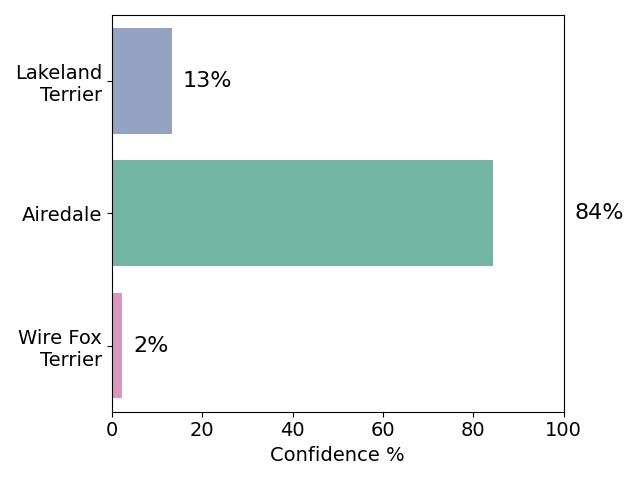 Lakeland
Terrier
13%
Airedale
84%
Wire Fox
Terrier
2%
0 20 40 60 80 100
Confidence %